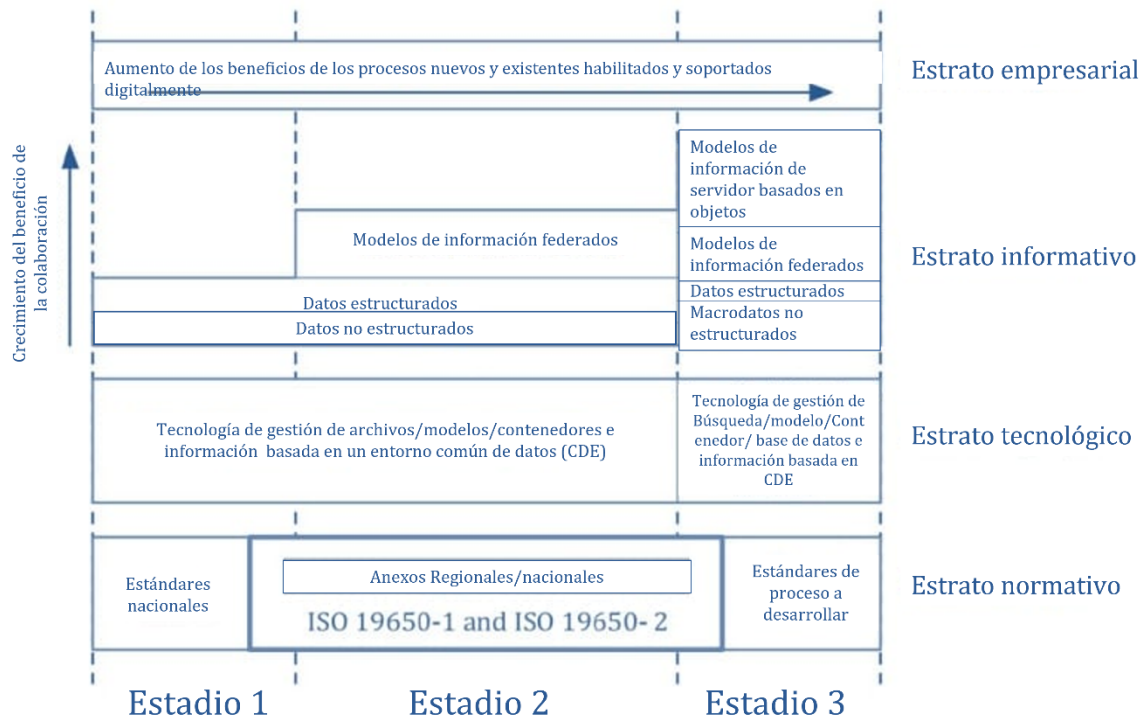 Aumento de los beneficios de los procesos nuevos y existentes habilitados y soportados
digitalmente
Estrato empresarial
Crecimiento del beneficio de
la colaboración
Modelos de
información de
servidor basados en
objetos
Modelos de información federados
Modelos de
información federados
Estrato informativo
Datos estructurados
Datos estructurados
Datos no estructurados
Macrodatos no
estructurados
Tecnología de gestión de archivos/modelos/contenedores e
información basada en un entorno común de datos (CDE)
Tecnología de gestión de
Búsqueda/modelo/Cont
enedor/ base de datos e
información basada en
CDE
Estrato tecnológico
Estándares
nacionales
Anexos Regionales/nacionales
ISO 19650-1 and ISO 19650- 2
Estándares de
proceso a
desarrollar
Estrato normativo
Estadio 1
Estadio 2
Estadio 3